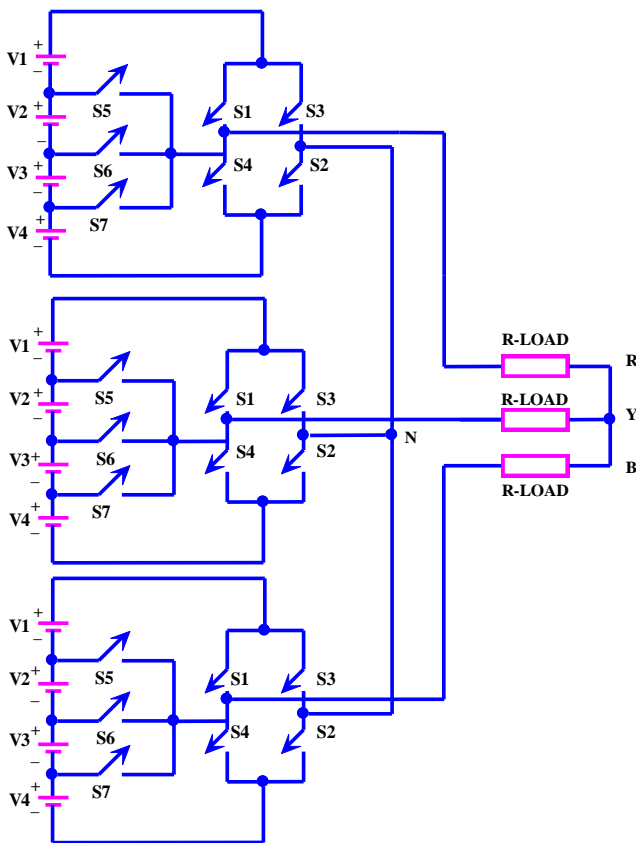 +
V1
−
S5
S1
S3
+
V2
−
S6
S4
S2
+
V3
−
S7
+
V4
−
+
V1
−
S5
S1
S3
+
V2
−
S6
S4
S2
N
+
V3
−
S7
+
V4
−
R-LOAD
R
R-LOAD
Y
R-LOAD
B
+
V1
−
S5
S1
S3
+
V2
−
S6
S4
S2
+
V3
−
S7
+
V4
−